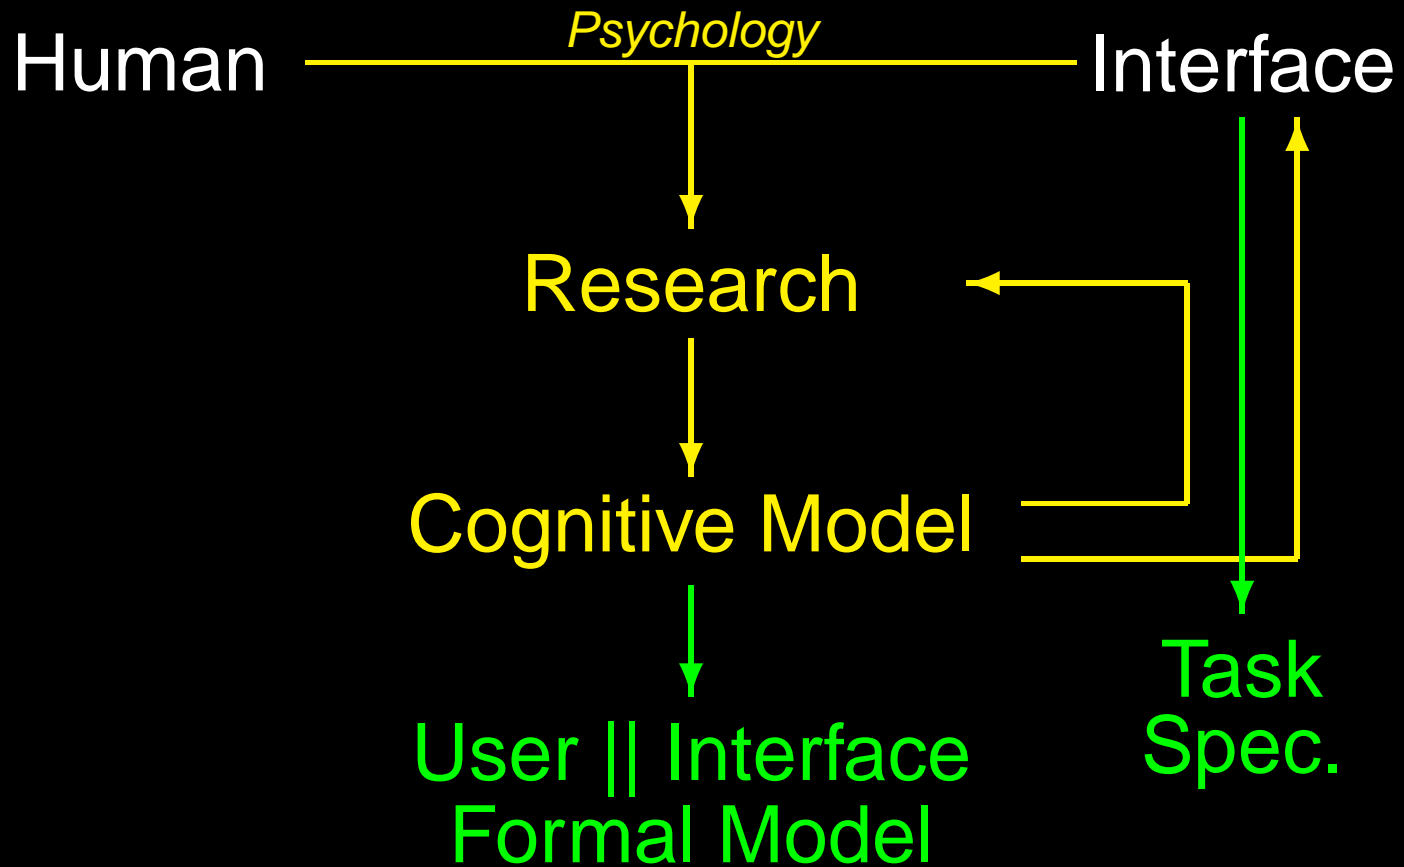 Psychology
Human
Interface
Research
Cognitive Model
Task
Spec.
User || Interface
Formal Model